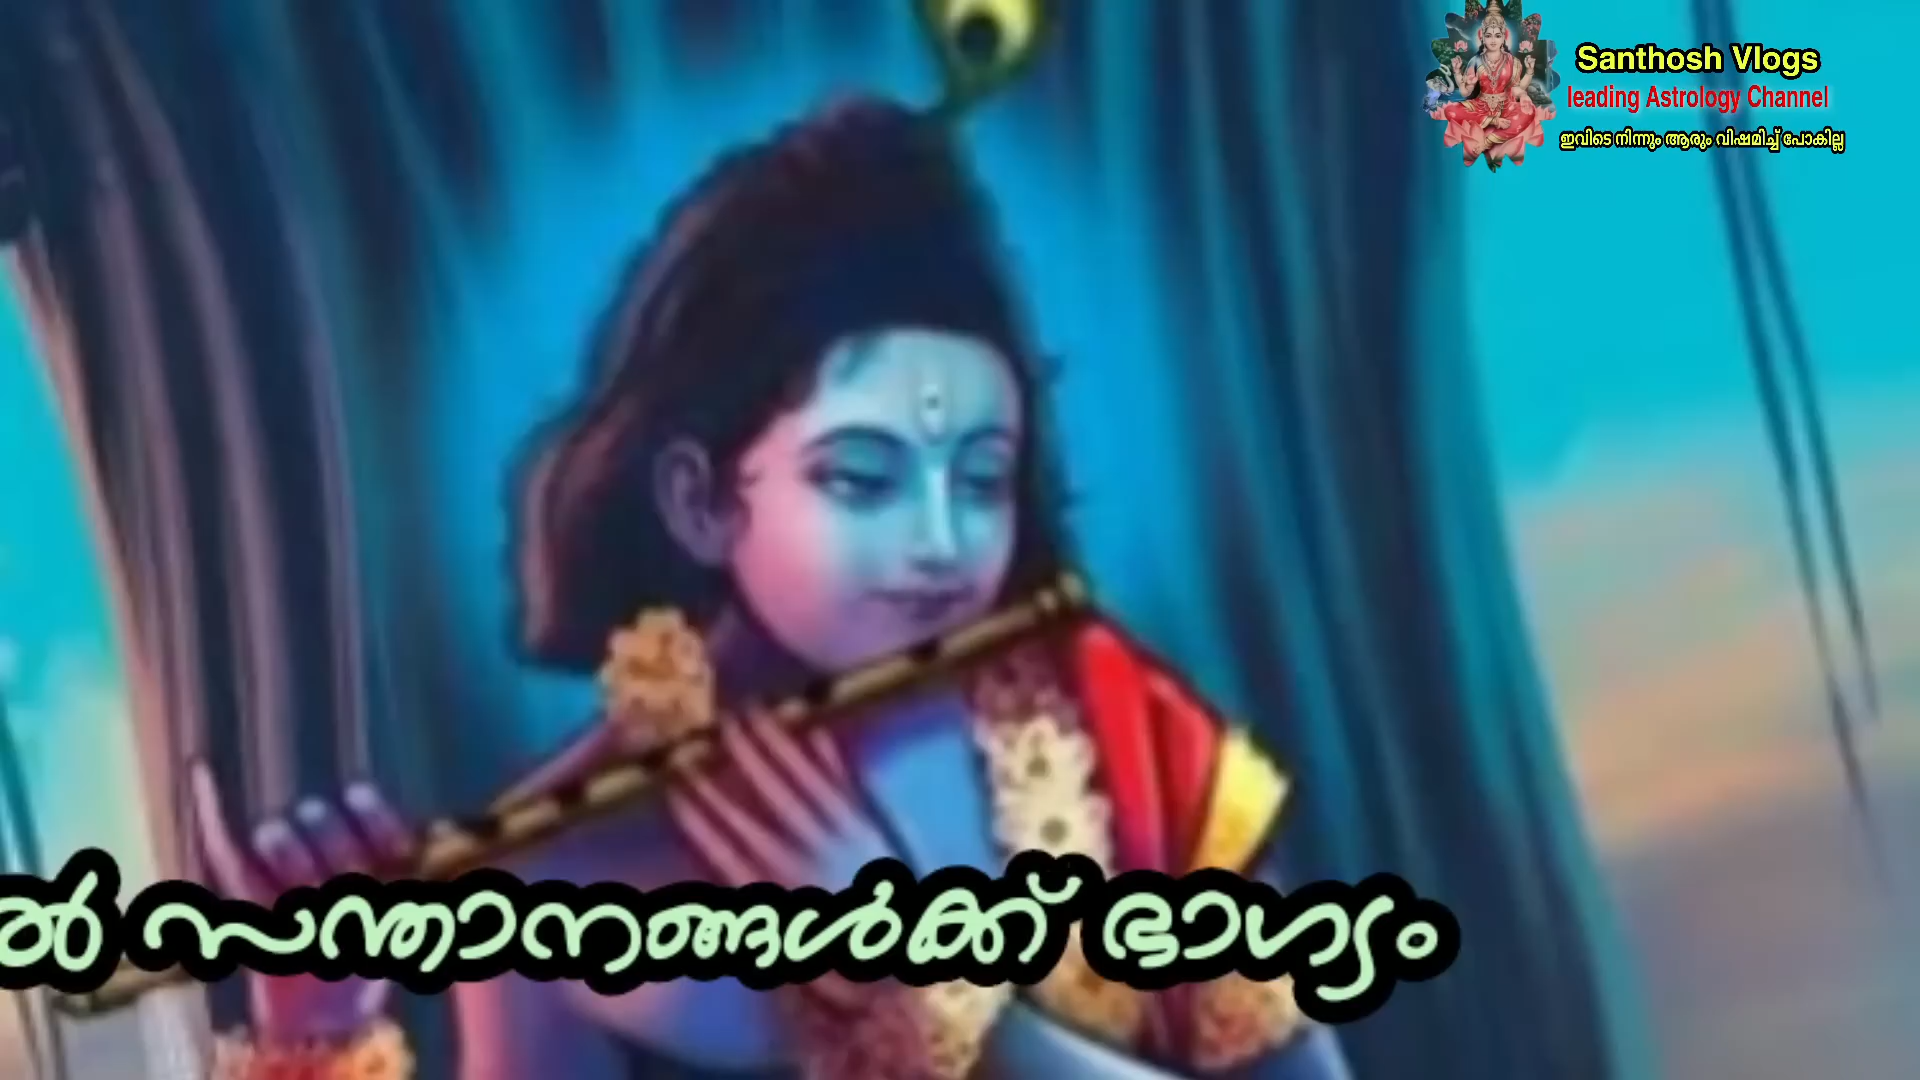 Santhosh Vlogs
leading Astrology Channel
ഇവിടെ നിന്നും ആരും വിഷമിച്ച് പോകില്ല
സന്താനങ്ങൾക്ക് ഭാഗ്യം